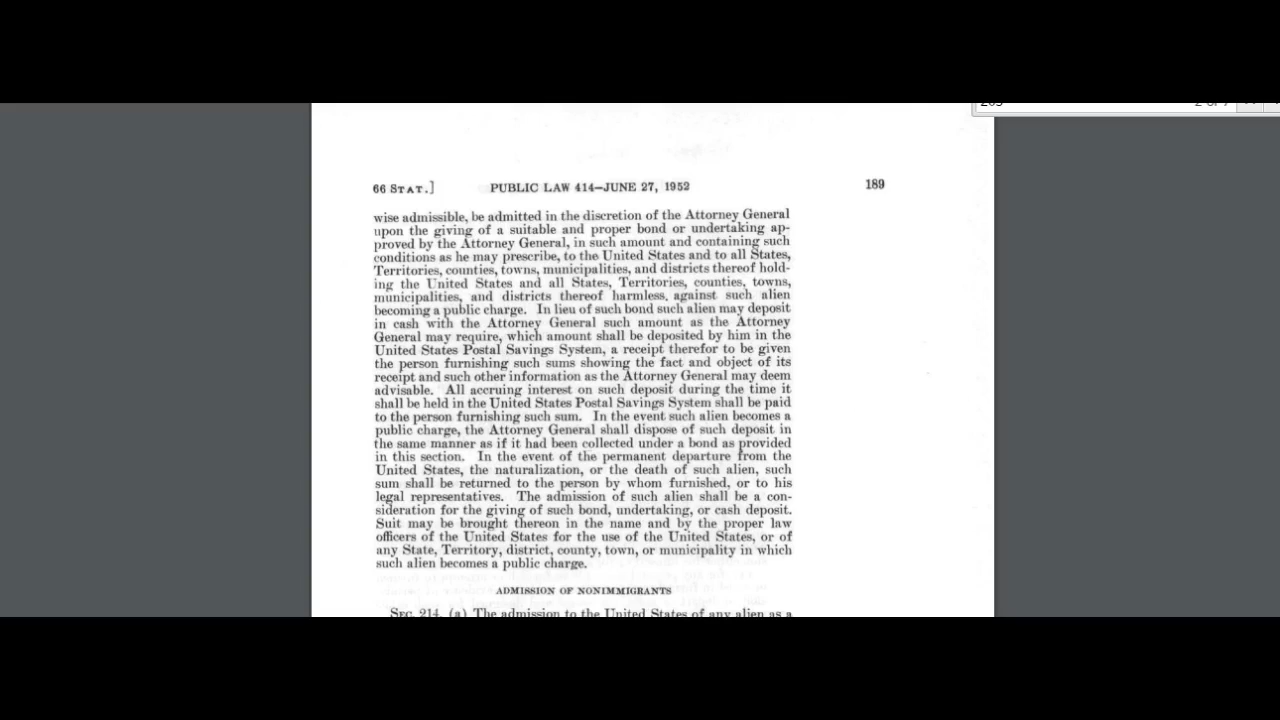 66 STAT.] PUBLIC LAW 414—JUNE 27, 1952 189
wise admissible, be admitted in the discretion of the Attorney General
upon the giving of a suitable and proper bond or undertaking ap-
proved by the Attorney General, in such amount and containing such
conditions as he may prescribe, to the United States and to all States,
Territories, counties, towns, municipalities, and districts thereof hold-
ing the United States and all States, Territories, counties, towns,
municipalities, and districts thereof harmless against such alien
becoming a public charge. In lieu of such bond such alien may deposit
in cash with the Attorney General such amount as the Attorney
General may require, which amount shall be deposited by him in the
United States Postal Savings System, a receipt therefor to be given
the person furnishing such sums showing the fact and object of its
receipt and such other information as the Attorney General may deem
advisable. All accruing interest on such deposit during the time it
shall be held in the United States Postal Savings System shall be paid
to the person furnishing such sum. In the event such alien becomes a
public charge, the Attorney General shall dispose of such deposit in
the same manner as if it had been collected under a bond as provided
in this section. In the event of the permanent departure from the
United States, the naturalization, or the death of such alien, such
sum shall be returned to the person by whom furnished, or to his
legal representatives. The admission of such alien shall be a con-
sideration for the giving of such bond, undertaking, or cash deposit.
Suit may be brought thereon in the name and by the proper law
officers of the United States for the use of the United States, or of
any State, Territory, district, county, town, or municipality in which
such alien becomes a public charge.
ADMISSION OF NONIMMIGRANTS
SEC. 214. (a) The admission to the United States of any alien as a